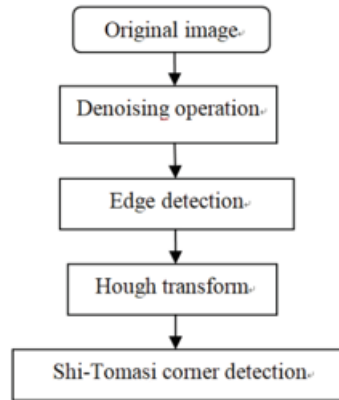 Original image
Denoising operation
Edge detection
Hough transform
Shi-Tomasi corner detection